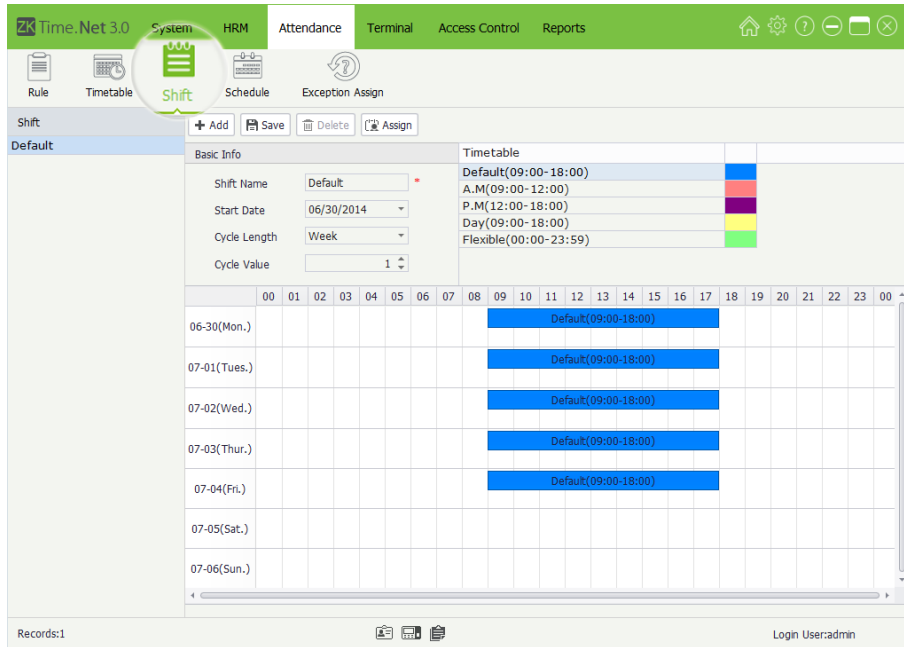 ZK Time.Net 3.0 System HRM Attendance Terminal Access Control Reports
Rule Timetable Shift Schedule Exception Assign
Shift
Default
+ Add Save Delete Assign
Basic Info
Shift Name Default *
Start Date 06/30/2014
Cycle Length Week
Cycle Value 1
Timetable
Default(09:00-18:00)
A.M(09:00-12:00)
P.M(12:00-18:00)
Day(09:00-18:00)
Flexible(00:00-23:59)
00 01 02 03 04 05 06 07 08 09 10 11 12 13 14 15 16 17 18 19 20 21 22 23 00
06-30(Mon.) Default(09:00-18:00)
07-01(Tues.) Default(09:00-18:00)
07-02(Wed.) Default(09:00-18:00)
07-03(Thur.) Default(09:00-18:00)
07-04(Fri.) Default(09:00-18:00)
07-05(Sat.)
07-06(Sun.)
Records:1 Login User:admin